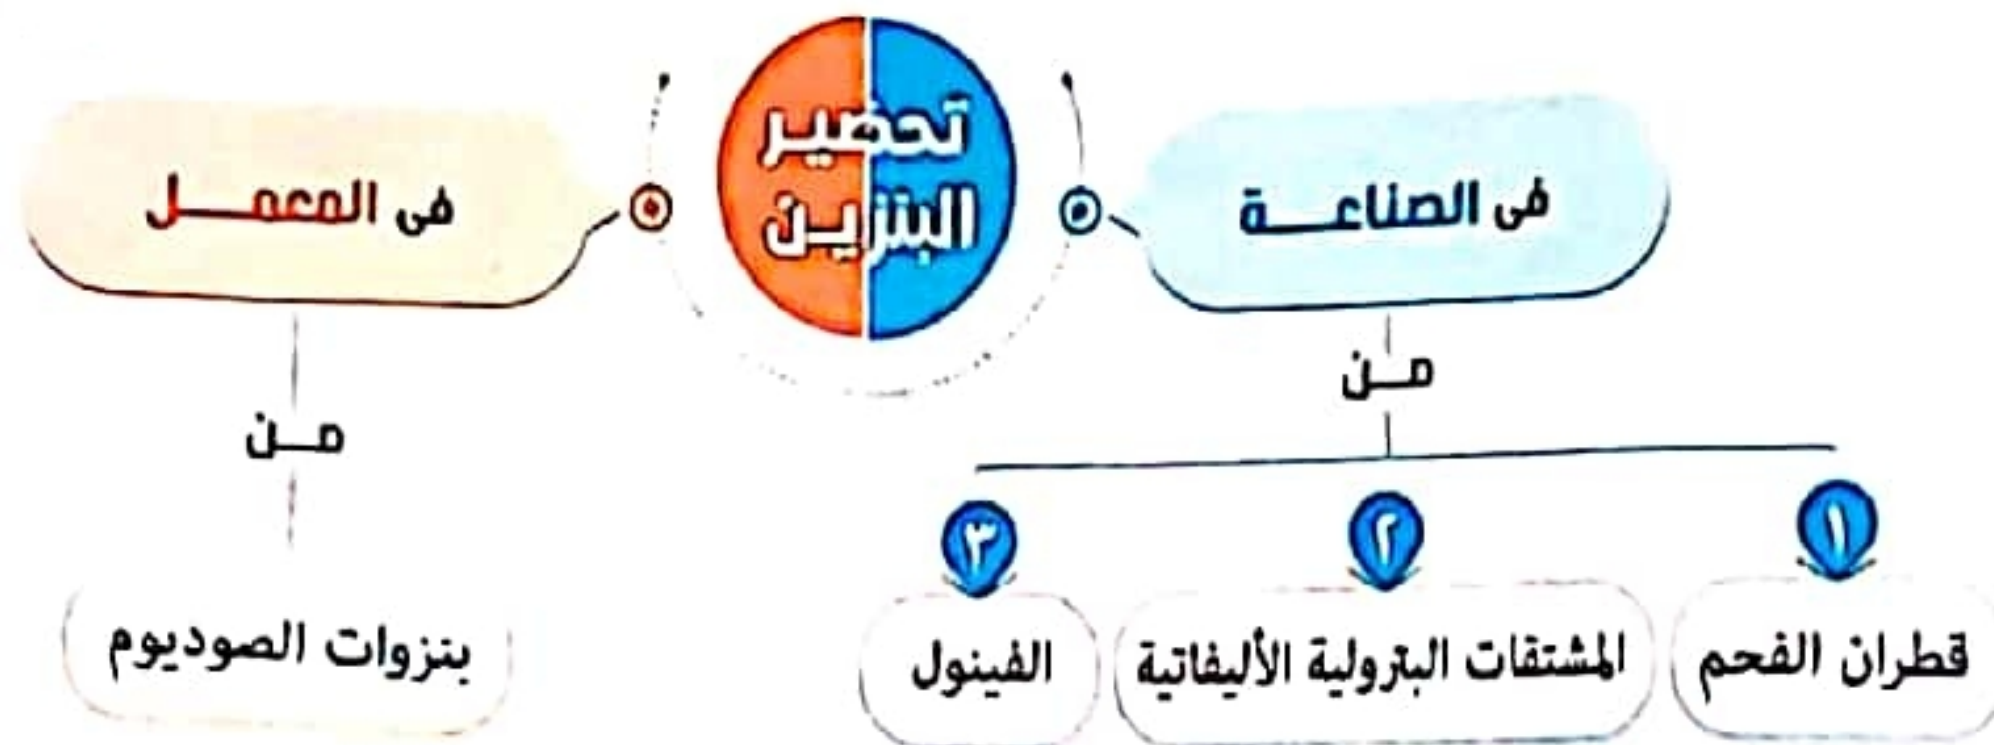 تحضير
البنزين
فى الصناعة
من
١
قطران الفحم
٢
المشتقات البترولية الأليفاتية
٣
الفينول
فى المعمل
من
بنزوات الصوديوم